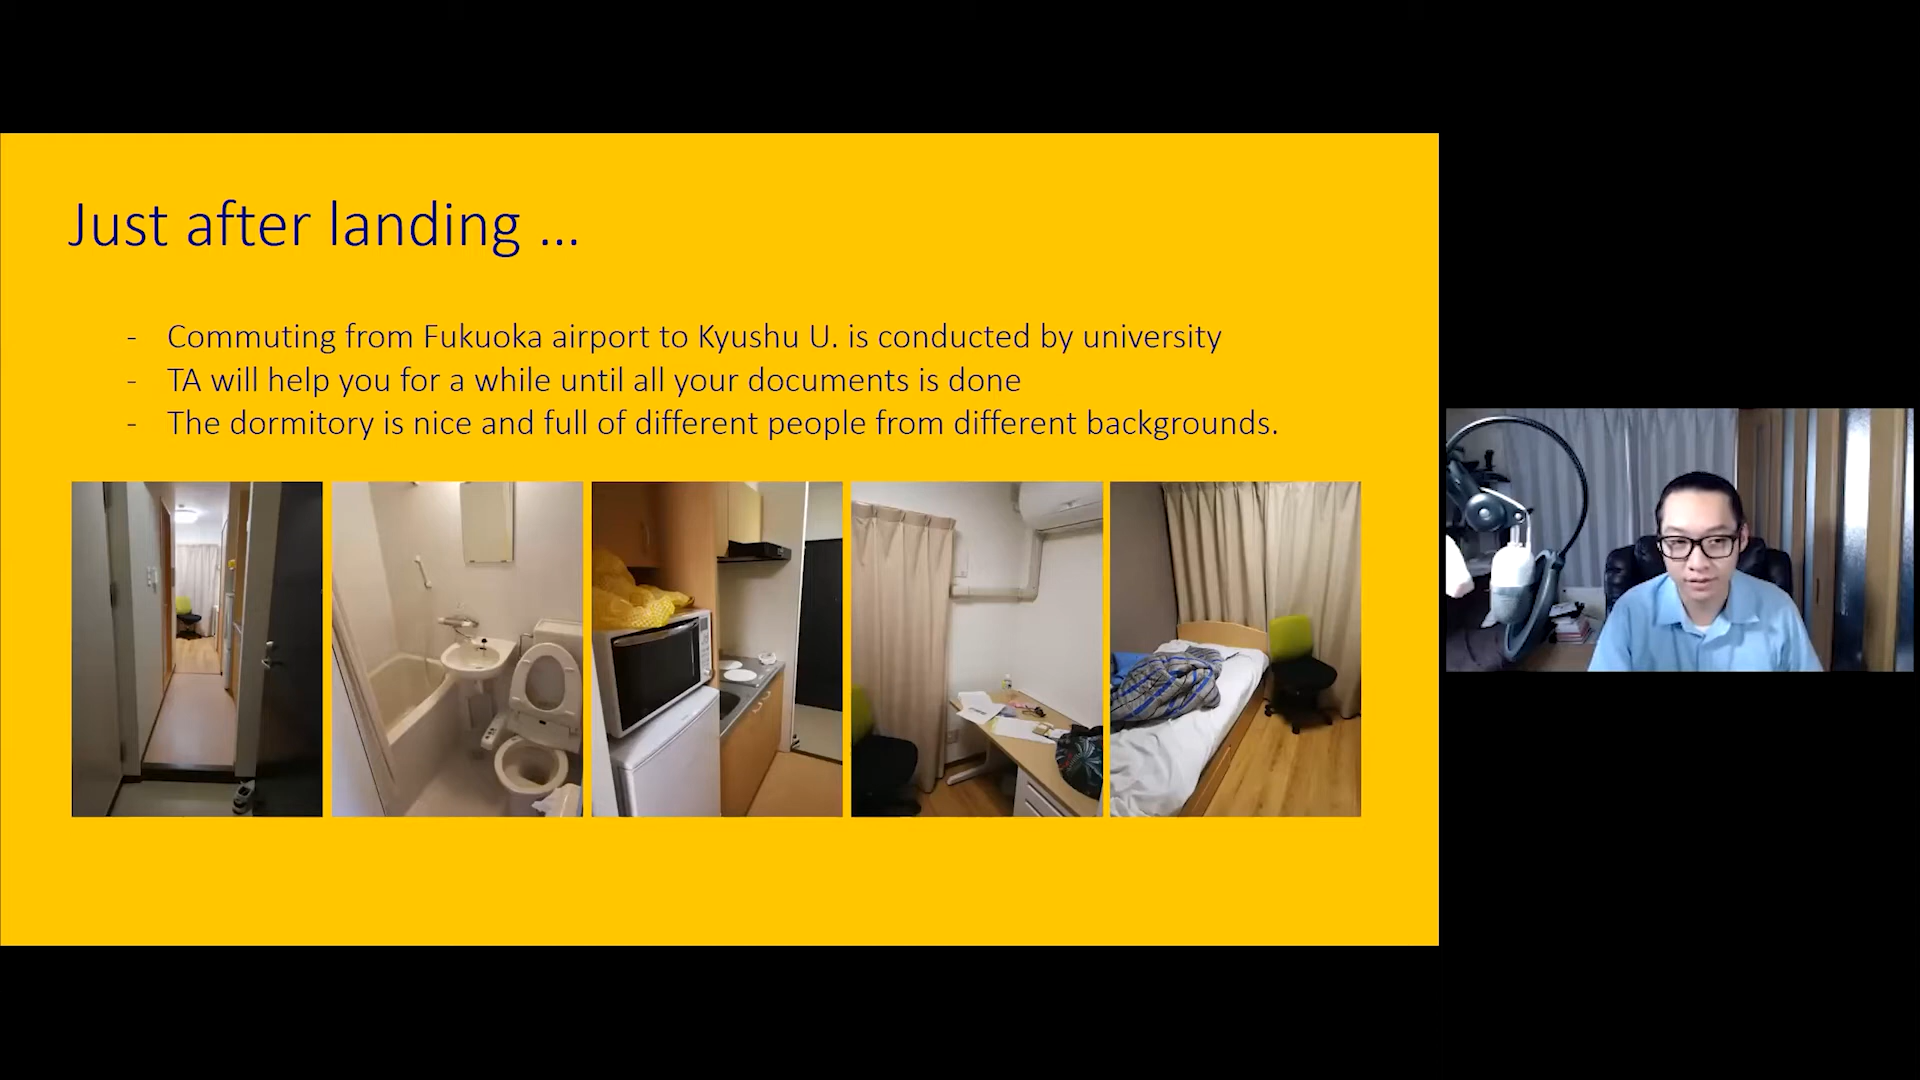 Just after landing ...
- Commuting from Fukuoka airport to Kyushu U. is conducted by university
- TA will help you for a while until all your documents is done
- The dormitory is nice and full of different people from different backgrounds.